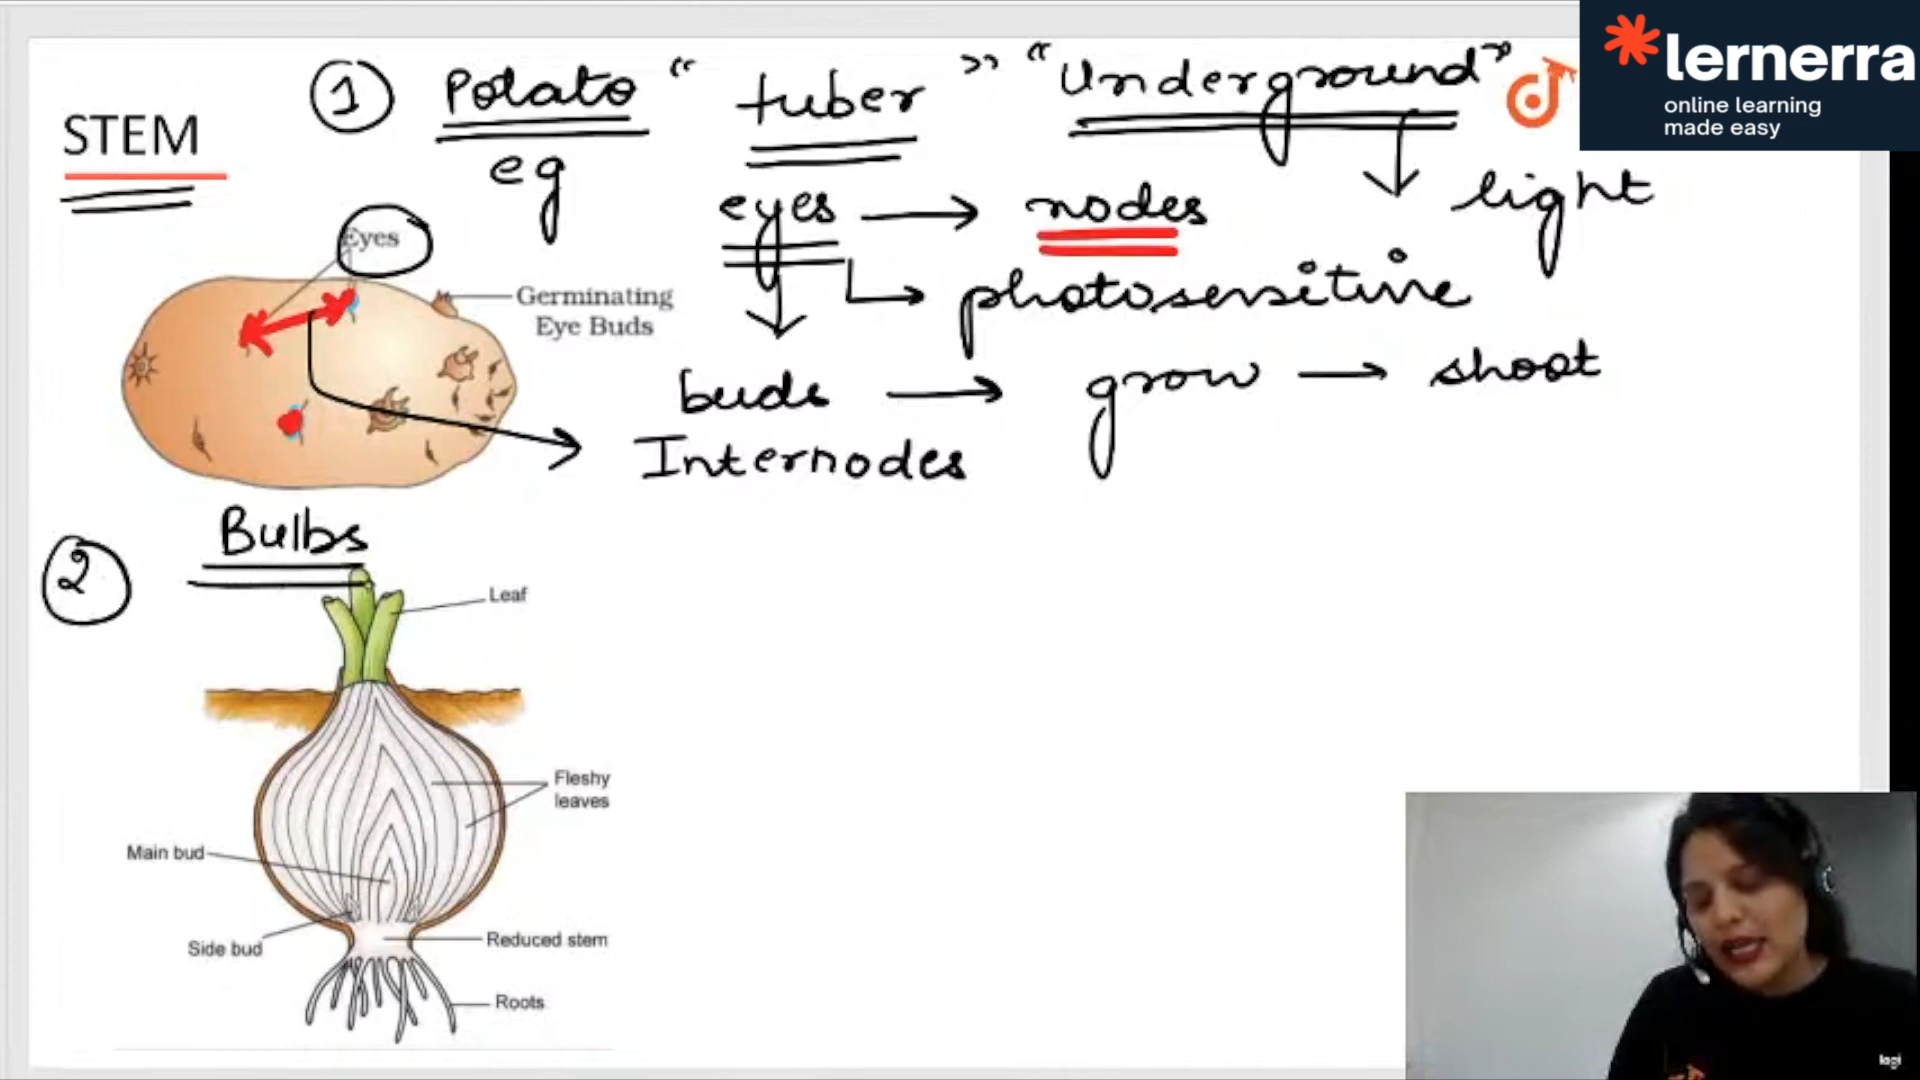 lernerra
online learning
made easy
STEM
1 Potato " tuber " "Underground"
eg
light
eyes → nodes
photosensitive
Eyes
Germinating
Eye Buds
buds → grow → shoot
Internodes
2 Bulbs
Leaf
Fleshy
leaves
Main bud
Side bud
Reduced stem
Roots
logi